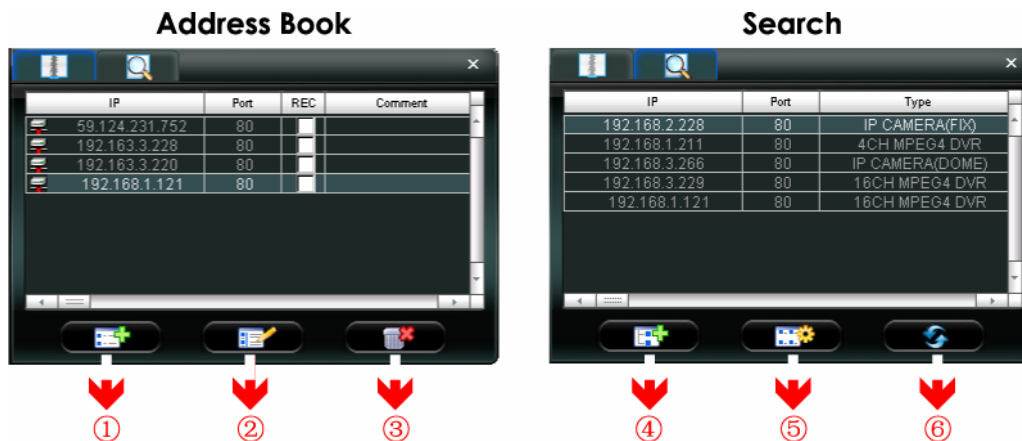 Address Book
IP Port REC Comment
59.124.231.752 80
192.163.3.228 80
192.163.3.220 80
192.168.1.121 80
①
②
③
Search
IP Port Type
192.168.2.228 80 IP CAMERA(FIX)
192.168.1.211 80 4CH MPEG4 DVR
192.168.3.266 80 IP CAMERA(DOME)
192.168.3.229 80 16CH MPEG4 DVR
192.168.1.121 80 16CH MPEG4 DVR
④
⑤
⑥